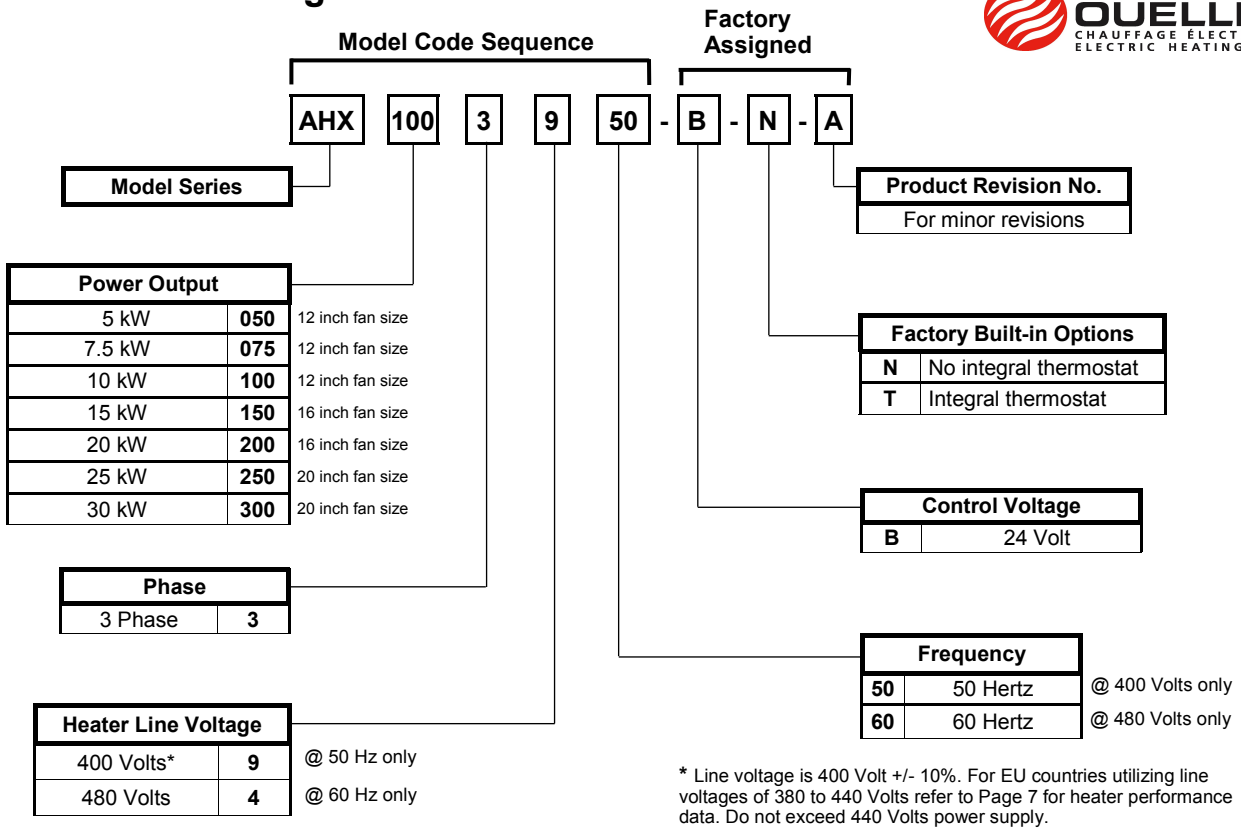 Model Code Sequence
Factory
Assigned
CHAUFFAGE ÉLECT
ELECTRIC HEATING
AHX 100 3 9 50 - B - N - A
Model Series
Product Revision No.
For minor revisions
Power Output
5 kW 050 12 inch fan size
7.5 kW 075 12 inch fan size
10 kW 100 12 inch fan size
15 kW 150 16 inch fan size
20 kW 200 16 inch fan size
25 kW 250 20 inch fan size
30 kW 300 20 inch fan size
Factory Built-in Options
N No integral thermostat
T Integral thermostat
Control Voltage
B 24 Volt
Phase
3 Phase 3
Frequency
50 50 Hertz @ 400 Volts only
60 60 Hertz @ 480 Volts only
Heater Line Voltage
400 Volts* 9 @ 50 Hz only
480 Volts 4 @ 60 Hz only
* Line voltage is 400 Volt +/- 10%. For EU countries utilizing line
voltages of 380 to 440 Volts refer to Page 7 for heater performance
data. Do not exceed 440 Volts power supply.